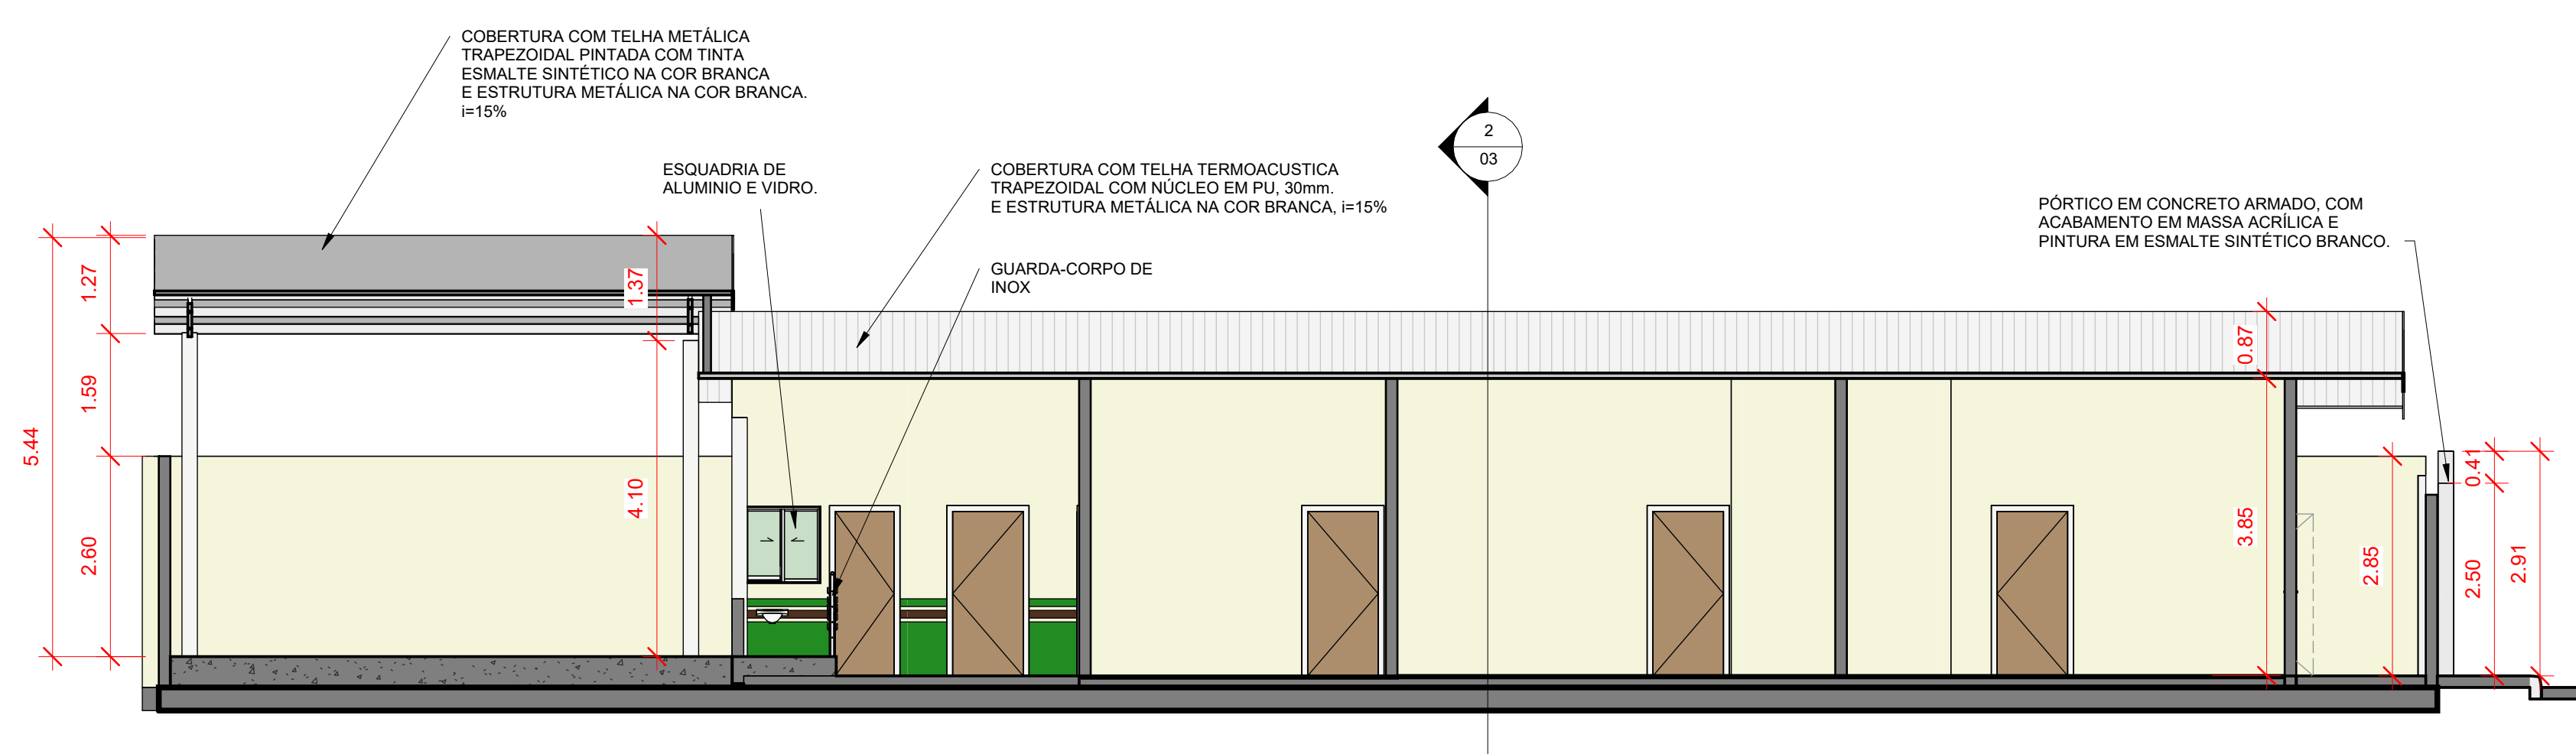 COBERTURA COM TELHA METÁLICA
TRAPEZOIDAL PINTADA COM TINTA
ESMALTE SINTÉTICO NA COR BRANCA
E ESTRUTURA METÁLICA NA COR BRANCA.
i=15%
ESQUADRIA DE
ALUMINIO E VIDRO.
COBERTURA COM TELHA TERMOACUSTICA
TRAPEZOIDAL COM NÚCLEO EM PU, 30mm.
E ESTRUTURA METÁLICA NA COR BRANCA, i=15%
GUARDA-CORPO DE
INOX
2
03
PÓRTICO EM CONCRETO ARMADO, COM
ACABAMENTO EM MASSA ACRÍLICA E
PINTURA EM ESMALTE SINTÉTICO BRANCO.
5.44
1.27
1.59
2.60
1.37
4.10
0.87
3.85
2.85
0.41
2.50
2.91